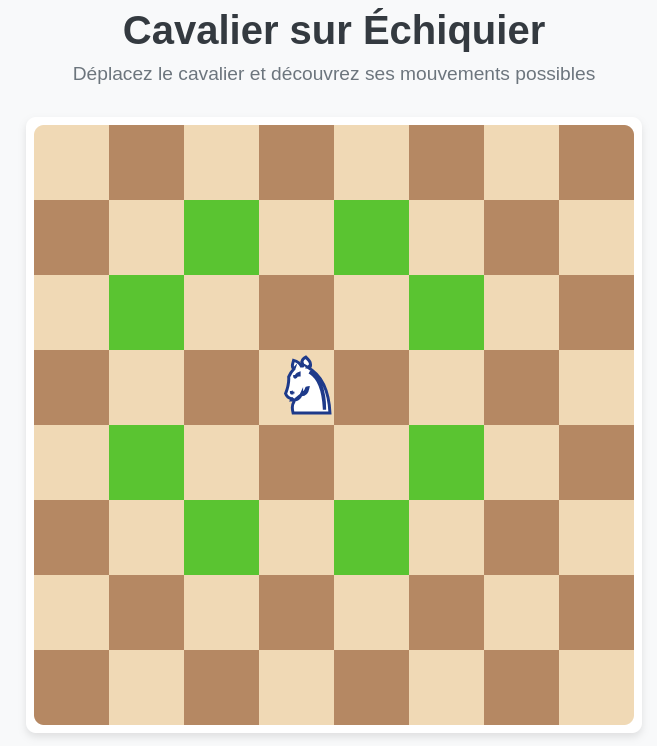 Cavalier sur Échiquier
Déplacez le cavalier et découvrez ses mouvements possibles